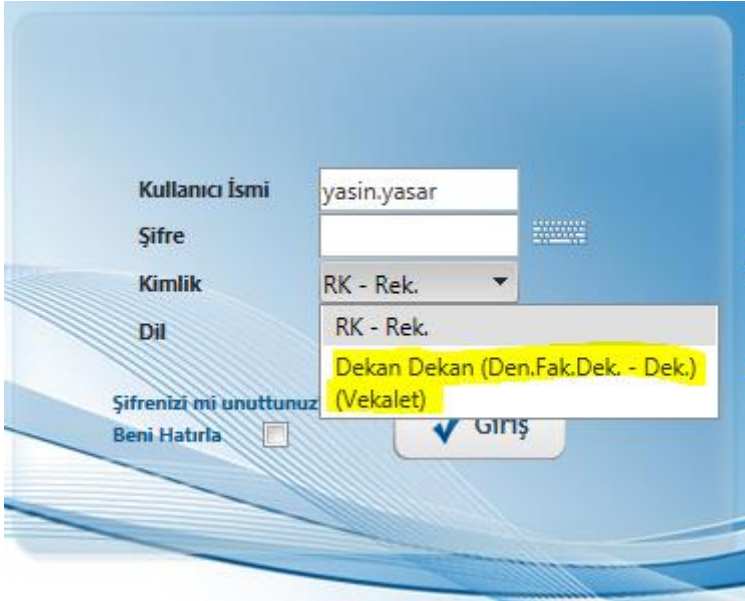 Kullanıcı İsmi yasin.yasar
Şifre
Kimlik RK - Rek.
Dil RK - Rek.
Dekan Dekan (Den.Fak.Dek. - Dek.)
(Vekalet)
Şifrenizi mi unuttunuz
Beni Hatırla Giriş